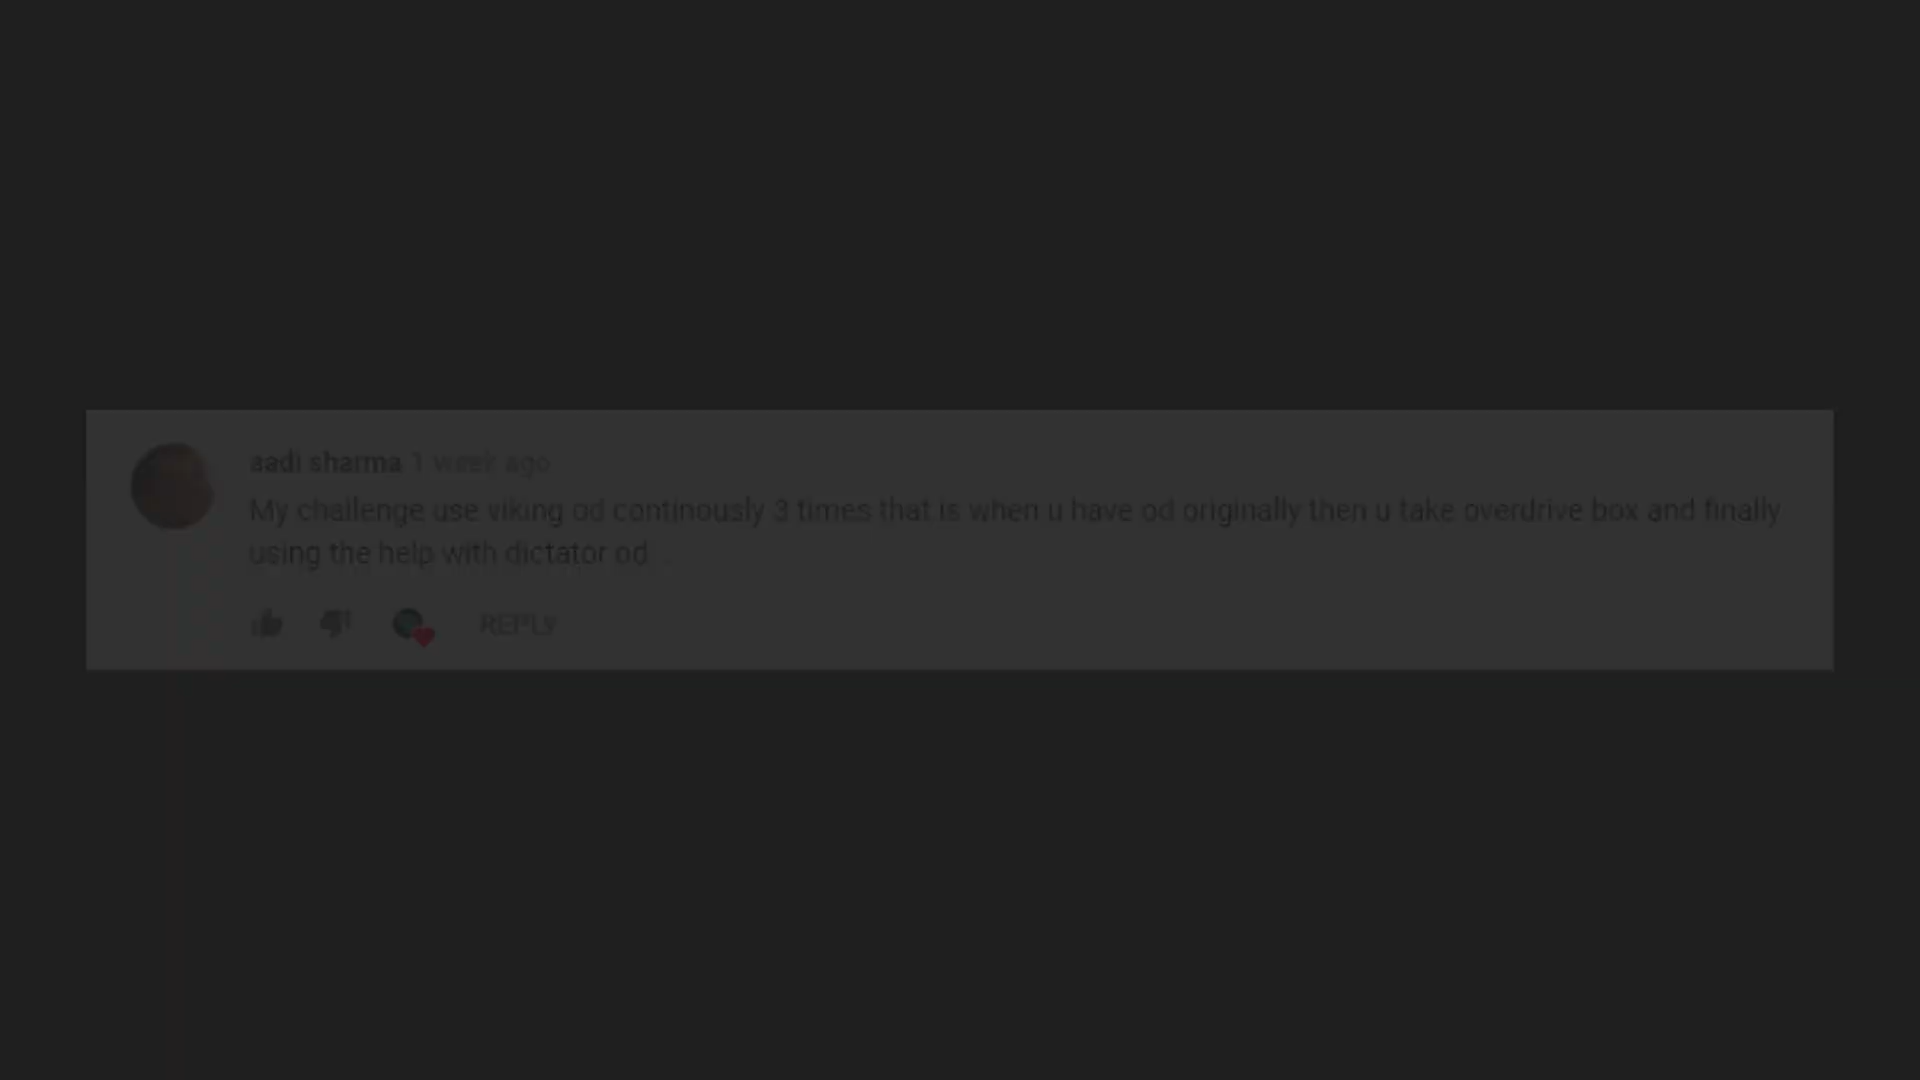 aadi sharma 1 week ago
My challenge use viking od continously 3 times that is when u have od originally then u take overdrive box and finally
using the help with dictator od
REPLY